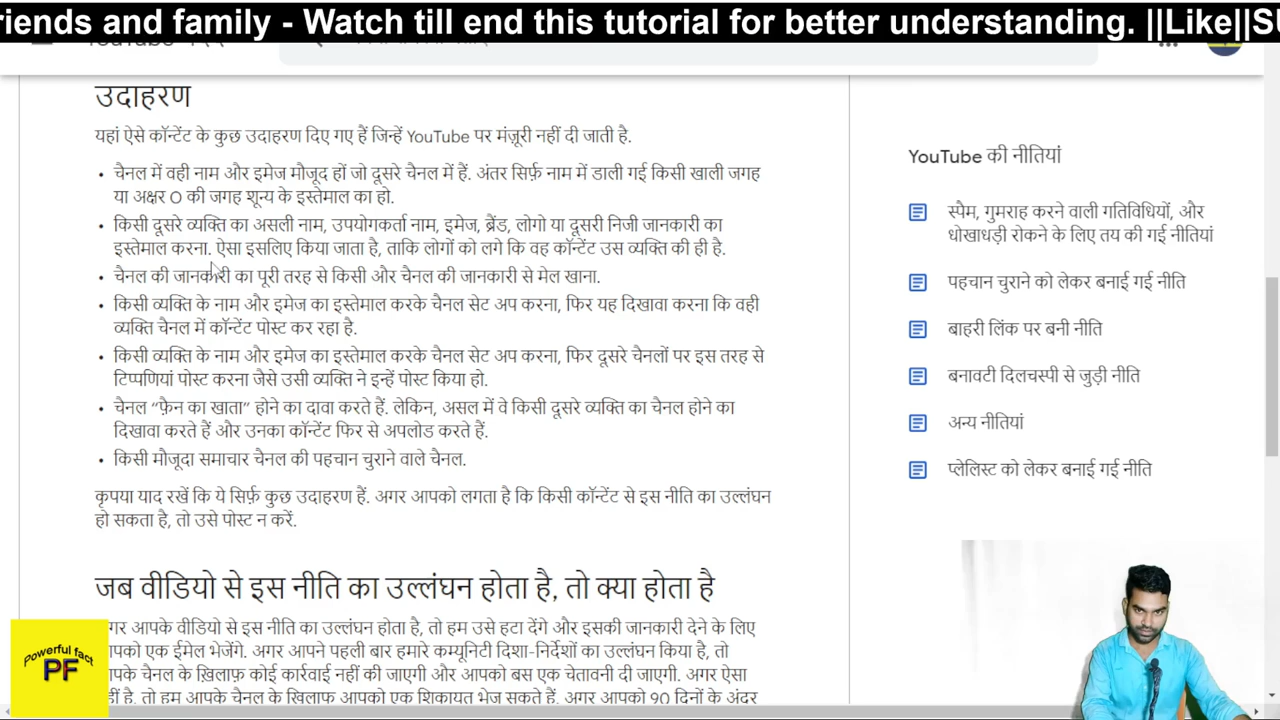 riends and family - Watch till end this tutorial for better understanding. ||Like||S
उदाहरण
यहां ऐसे कॉन्टेंट के कुछ उदाहरण दिए गए हैं जिन्हें YouTube पर मंज़ूरी नहीं दी जाती है.
• चैनल में वही नाम और इमेज मौजूद हों जो दूसरे चैनल में हैं. अंतर सिर्फ़ नाम में डाली गई किसी खाली जगह
या अक्षर O की जगह शून्य के इस्तेमाल का हो.
• किसी दूसरे व्यक्ति का असली नाम, उपयोगकर्ता नाम, इमेज, ब्रैंड, लोगो या दूसरी निजी जानकारी का
इस्तेमाल करना. ऐसा इसलिए किया जाता है, ताकि लोगों को लगे कि वह कॉन्टेंट उस व्यक्ति की ही है.
• चैनल की जानकारी का पूरी तरह से किसी और चैनल की जानकारी से मेल खाना.
• किसी व्यक्ति के नाम और इमेज का इस्तेमाल करके चैनल सेट अप करना, फिर यह दिखावा करना कि वही
व्यक्ति चैनल में कॉन्टेंट पोस्ट कर रहा है.
• किसी व्यक्ति के नाम और इमेज का इस्तेमाल करके चैनल सेट अप करना, फिर दूसरे चैनलों पर इस तरह से
टिप्पणियां पोस्ट करना जैसे उसी व्यक्ति ने इन्हें पोस्ट किया हो.
• चैनल “फ़ैन का खाता” होने का दावा करते हैं. लेकिन, असल में वे किसी दूसरे व्यक्ति का चैनल होने का
दिखावा करते हैं और उनका कॉन्टेंट फिर से अपलोड करते हैं.
• किसी मौजूदा समाचार चैनल की पहचान चुराने वाले चैनल.
कृपया याद रखें कि ये सिर्फ़ कुछ उदाहरण हैं. अगर आपको लगता है कि किसी कॉन्टेंट से इस नीति का उल्लंघन
हो सकता है, तो उसे पोस्ट न करें.
जब वीडियो से इस नीति का उल्लंघन होता है, तो क्या होता है
गर आपके वीडियो से इस नीति का उल्लंघन होता है, तो हम उसे हटा देंगे और इसकी जानकारी देने के लिए
पको एक ईमेल भेजेंगे. अगर आपने पहली बार हमारे कम्यूनिटी दिशा-निर्देशों का उल्लंघन किया है, तो
पके चैनल के ख़िलाफ़ कोई कार्रवाई नहीं की जाएगी और आपको बस एक चेतावनी दी जाएगी. अगर ऐसा
हीं है, तो हम आपके चैनल के ख़िलाफ़ आपको एक शिकायत भेज सकते हैं. अगर आपको 90 दिनों के अंदर
YouTube की नीतियां
स्पैम, गुमराह करने वाली गतिविधियों, और
धोखाधड़ी रोकने के लिए तय की गई नीतियां
पहचान चुराने को लेकर बनाई गई नीति
बाहरी लिंक पर बनी नीति
बनावटी दिलचस्पी से जुड़ी नीति
अन्य नीतियां
प्लेलिस्ट को लेकर बनाई गई नीति
Powerful fact
PF